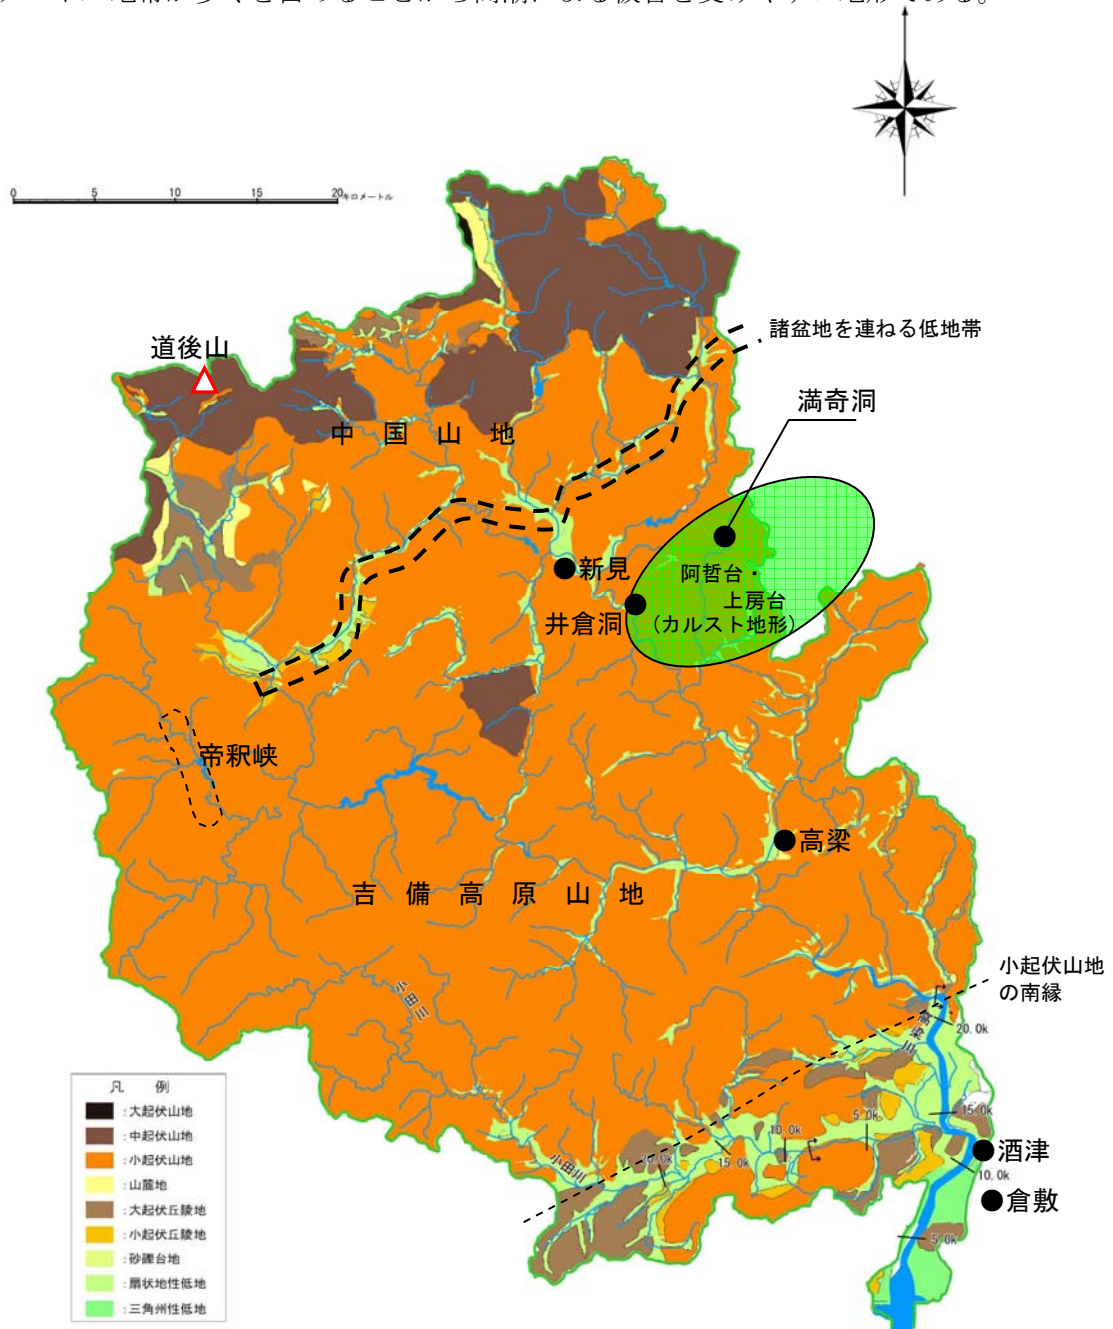 0 5 10 15 20 キロメートル
諸盆地を連ねる低地帯
道後山
満奇洞
中国山地
新見
阿哲台・
上房台
(カルスト地形)
井倉洞
帝釈峡
高梁
吉備高原山地
小起伏山地
の南縁
小田川
20.0k
15.0k
5.0k
10.0k
15.0k
小田川
酒津
10.0k
倉敷
5.0k
凡 例
:大起伏山地
:中起伏山地
:小起伏山地
:山麓地
:大起伏丘陵地
:小起伏丘陵地
:砂礫台地
:扇状地性低地
:三角州性低地